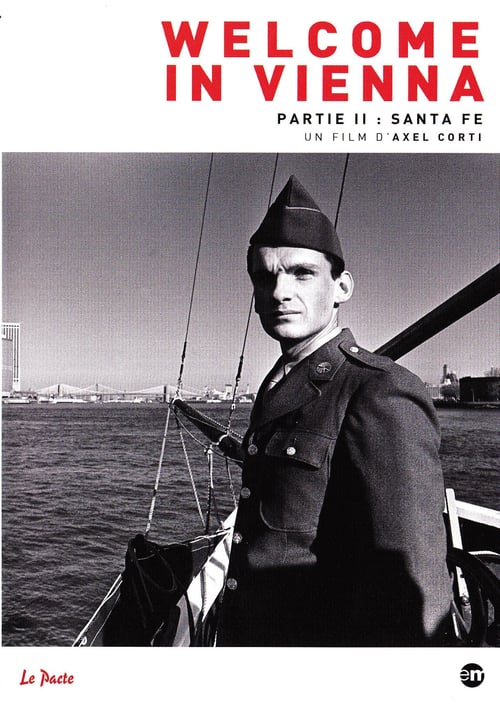 WELCOME
IN VIENNA
PARTIE II : SANTA FE
UN FILM D'AXEL CORTI
Le Pacte
em